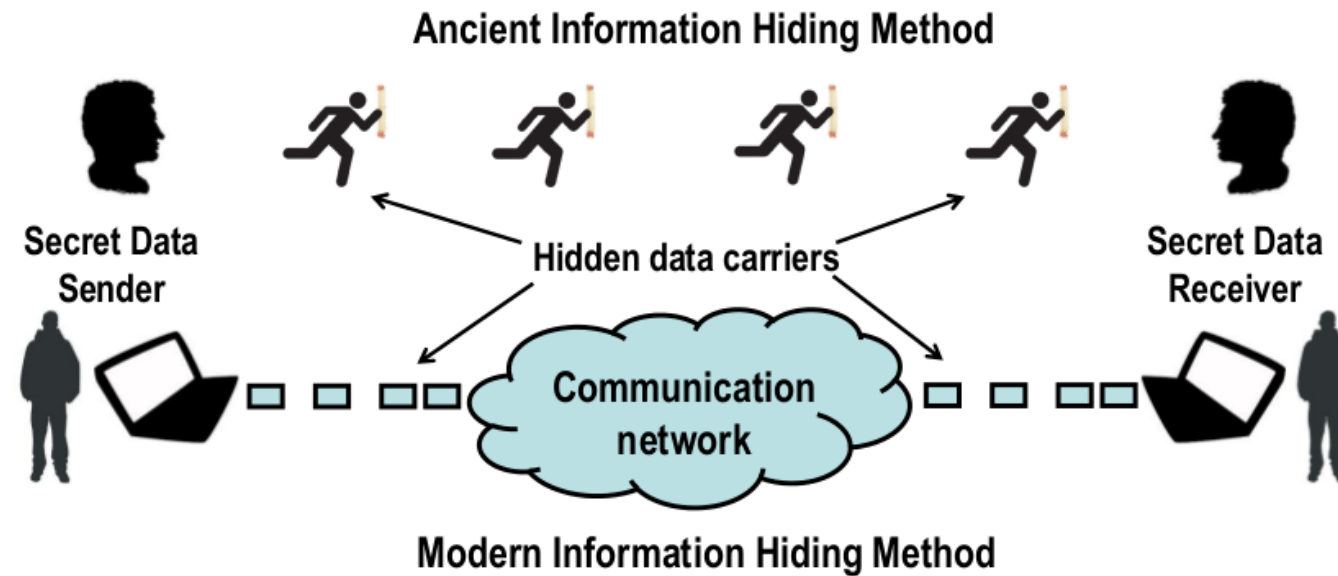 Ancient Information Hiding Method
Secret Data
Sender
Hidden data carriers
Secret Data
Receiver
Communication
network
Modern Information Hiding Method